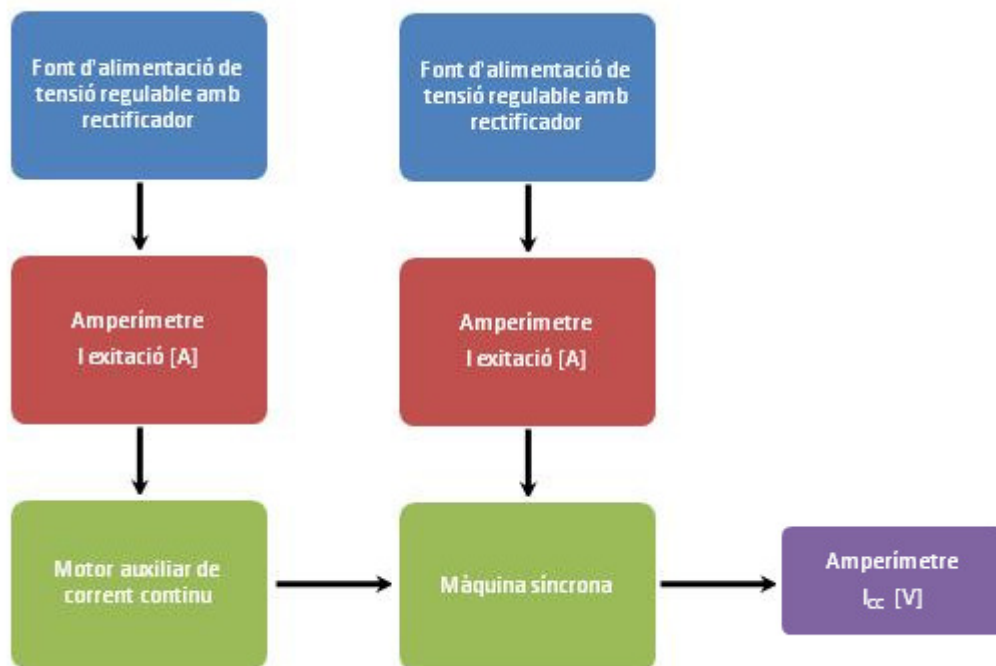 Font d'alimentació de
tensió regulable amb
rectificador
Font d'alimentació de
tensió regulable amb
rectificador
Amperímetre
I exitació [A]
Amperímetre
I exitació [A]
Motor auxiliar de
corrent continu
Màquina síncrona
Amperímetre
Icc [V]